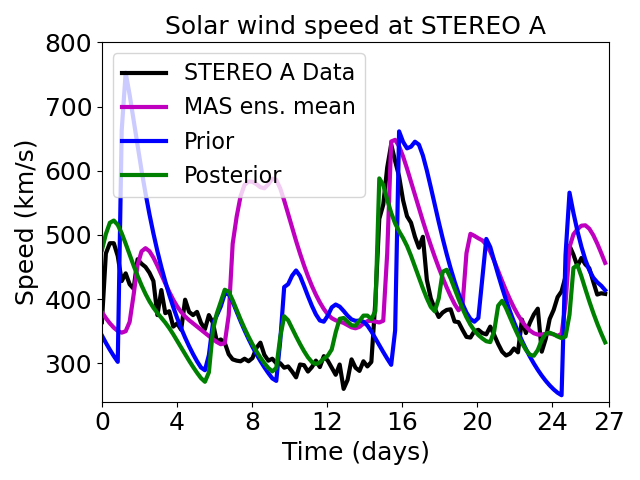 Solar wind speed at STEREO A
800
700
600
500
400
300
Speed (km/s)
STEREO A Data
MAS ens. mean
Prior
Posterior
0 4 8 12 16 20 24 27
Time (days)